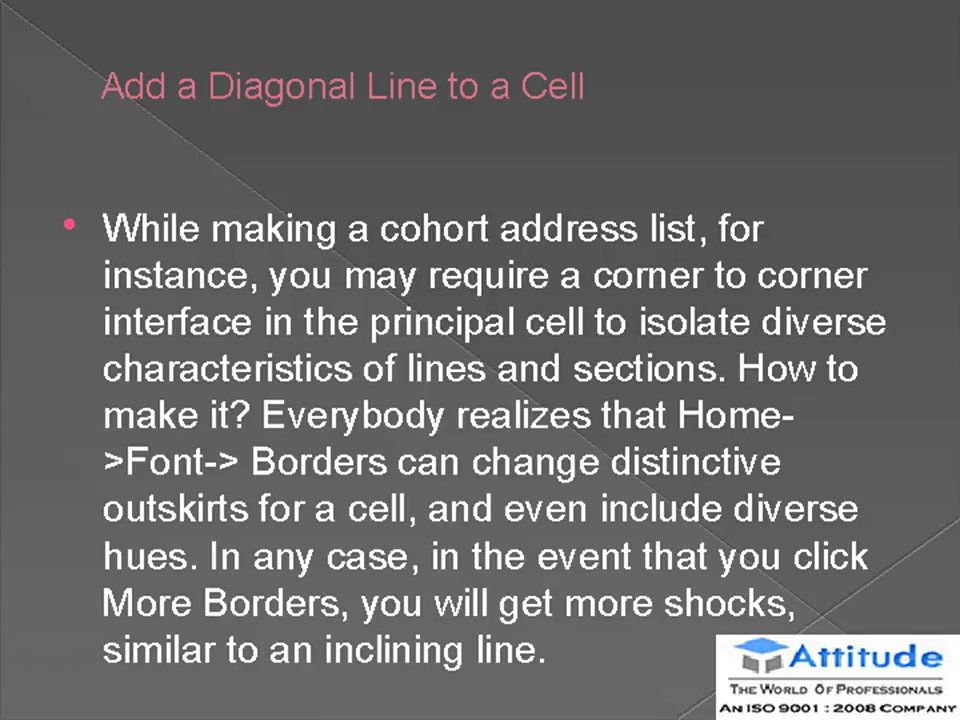 Add a Diagonal Line to a Cell
• While making a cohort address list, for
instance, you may require a corner to corner
interface in the principal cell to isolate diverse
characteristics of lines and sections. How to
make it? Everybody realizes that Home-
>Font-> Borders can change distinctive
outskirts for a cell, and even include diverse
hues. In any case, in the event that you click
More Borders, you will get more shocks,
similar to an inclining line.
Attitude
THE WORLD OF PROFESSIONALS
AN ISO 9001 : 2008 COMPANY